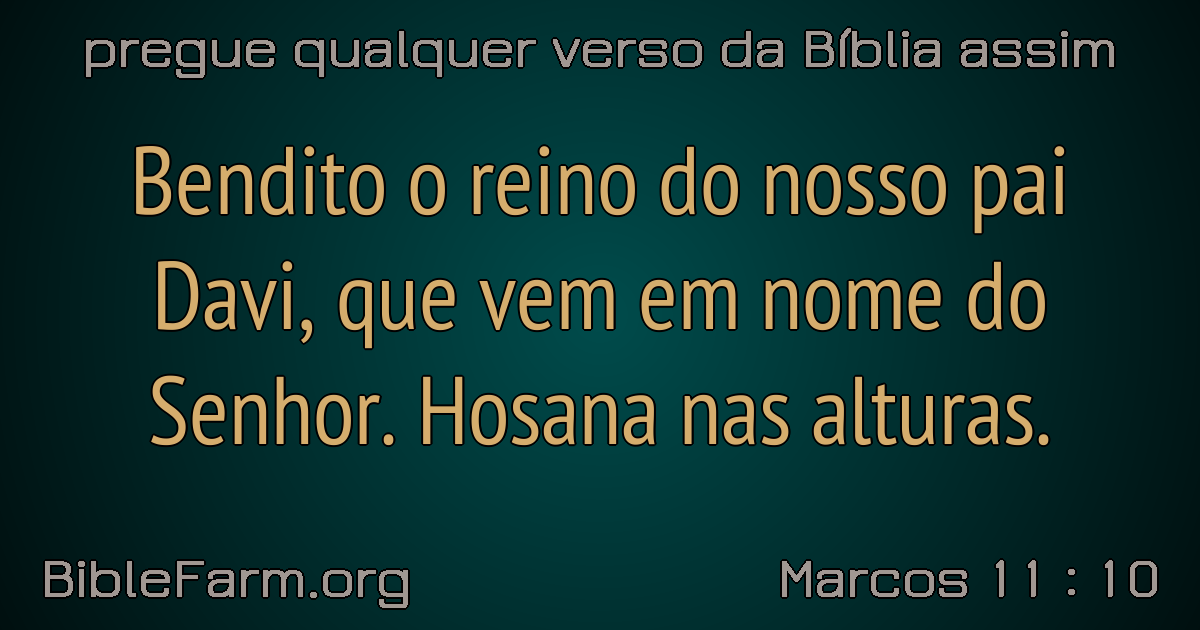 pregue qualquer verso da Bíblia assim
Bendito o reino do nosso pai
Davi, que vem em nome do
Senhor. Hosana nas alturas.
BibleFarm.org
Marcos 11 : 10